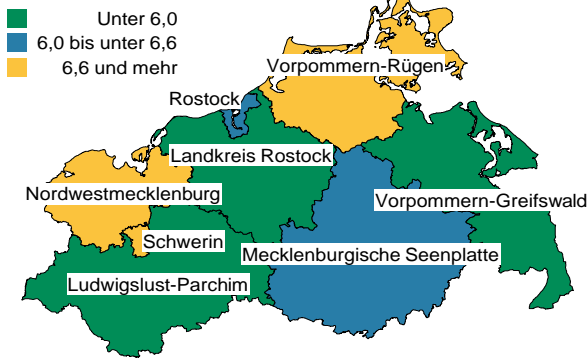 Unter 6,0
6,0 bis unter 6,6
6,6 und mehr
Vorpommern-Rügen
Rostock
Landkreis Rostock
Nordwestmecklenburg
Vorpommern-Greifswald
Schwerin
Mecklenburgische Seenplatte
Ludwigslust-Parchim